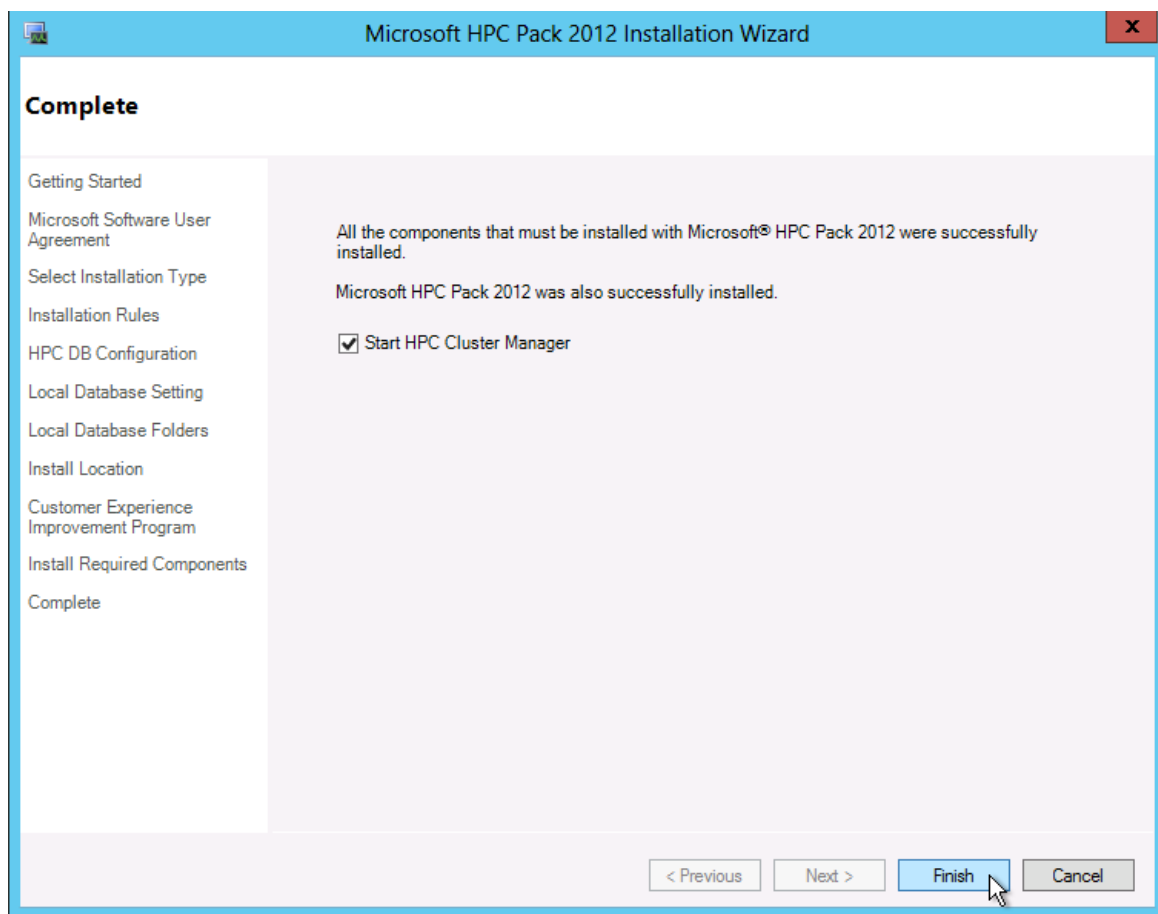 Microsoft HPC Pack 2012 Installation Wizard
x
Complete
Getting Started
Microsoft Software User
Agreement
Select Installation Type
Installation Rules
HPC DB Configuration
Local Database Setting
Local Database Folders
Install Location
Customer Experience
Improvement Program
Install Required Components
Complete
All the components that must be installed with Microsoft® HPC Pack 2012 were successfully
installed.
Microsoft HPC Pack 2012 was also successfully installed.
Start HPC Cluster Manager
< Previous
Next >
Finish
Cancel